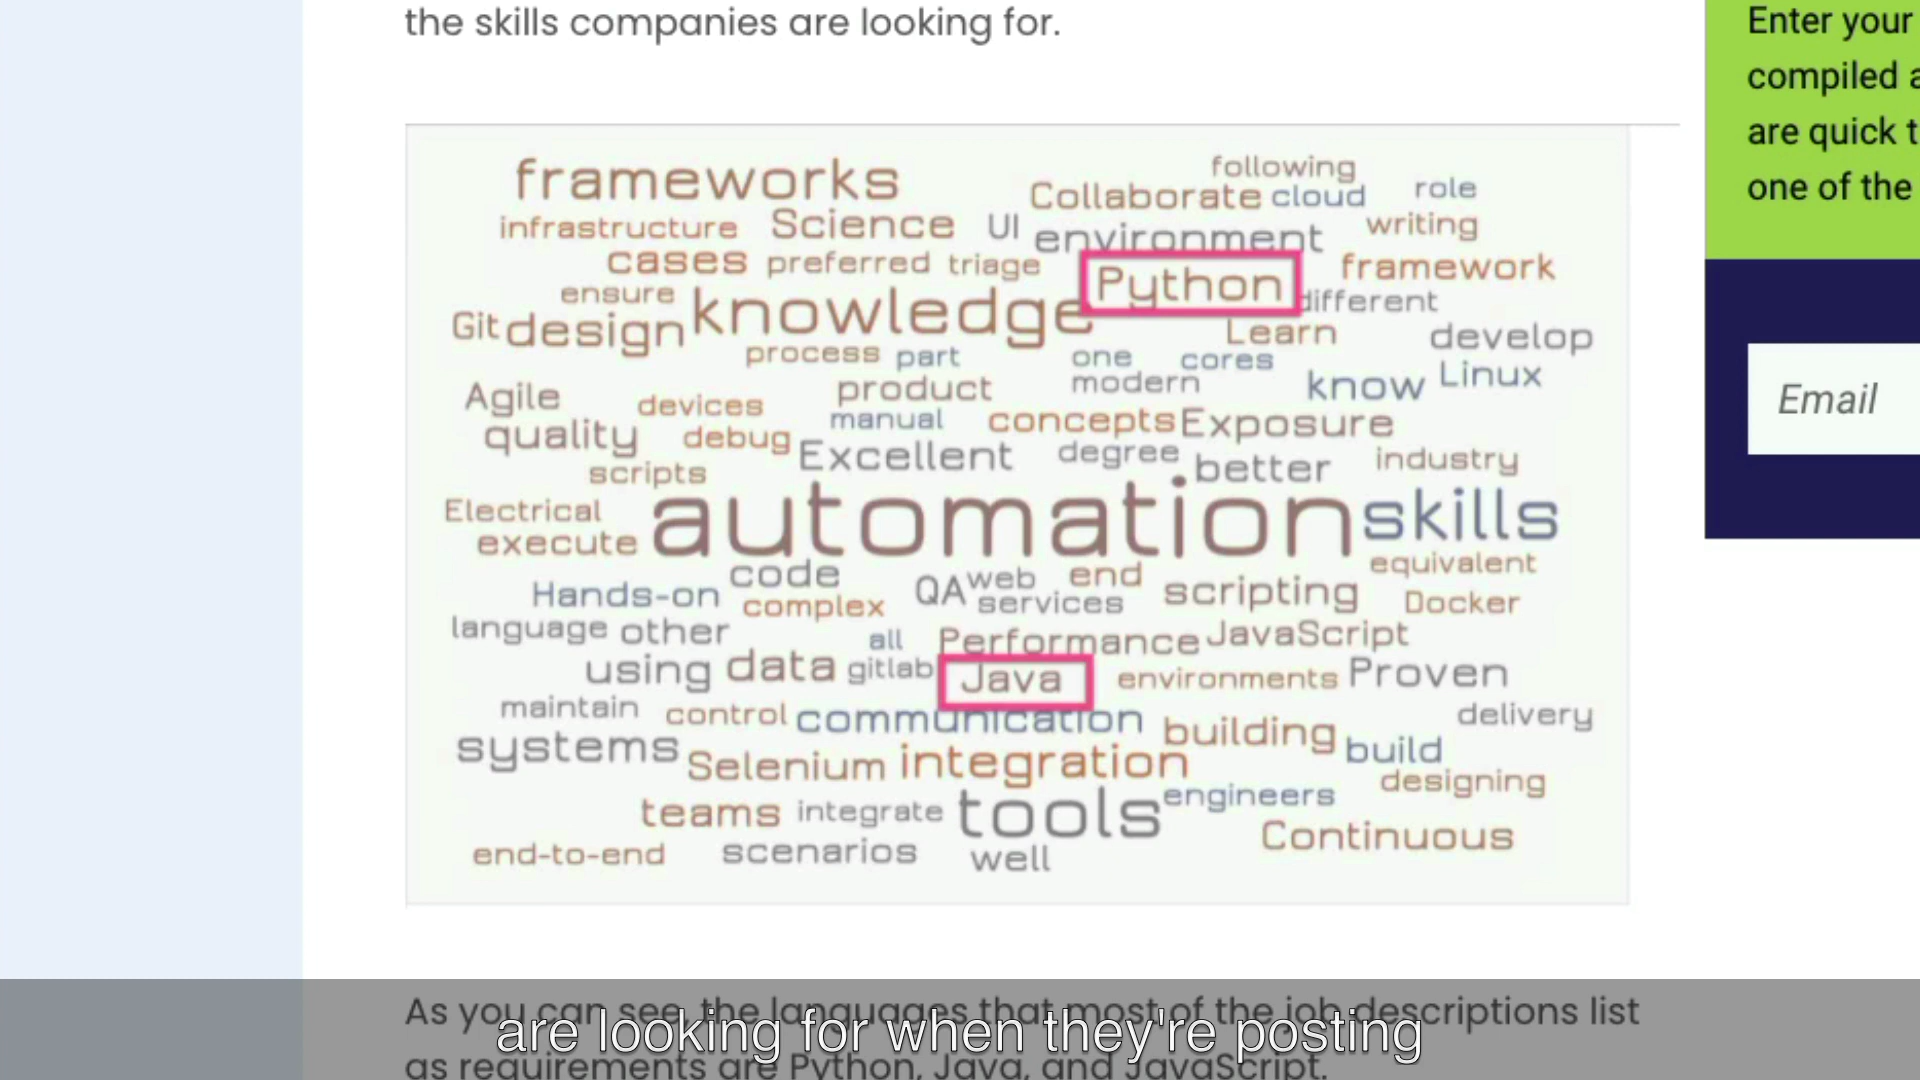 the skills companies are looking for.
Enter your
compiled a
are quick t
one of the
Email
frameworks following
Collaborate cloud role
infrastructure Science UI environment writing
cases preferred triage Python framework
ensure knowledge different
Git design Learn develop
process part one cores
Agile devices product modern know Linux
quality debug manual concepts Exposure
scripts Excellent degree better industry
Electrical automation skills
execute code QA web end equivalent
Hands-on complex services scripting Docker
language other all Performance JavaScript
using data gitlab Java environments Proven
maintain control communication building delivery
systems Selenium integration build
designing
teams integrate tools engineers Continuous
end-to-end scenarios well
As you can see the languages that most of the job descriptions list
as requirements are Python, Java, and JavaScript.
are looking for when they're posting